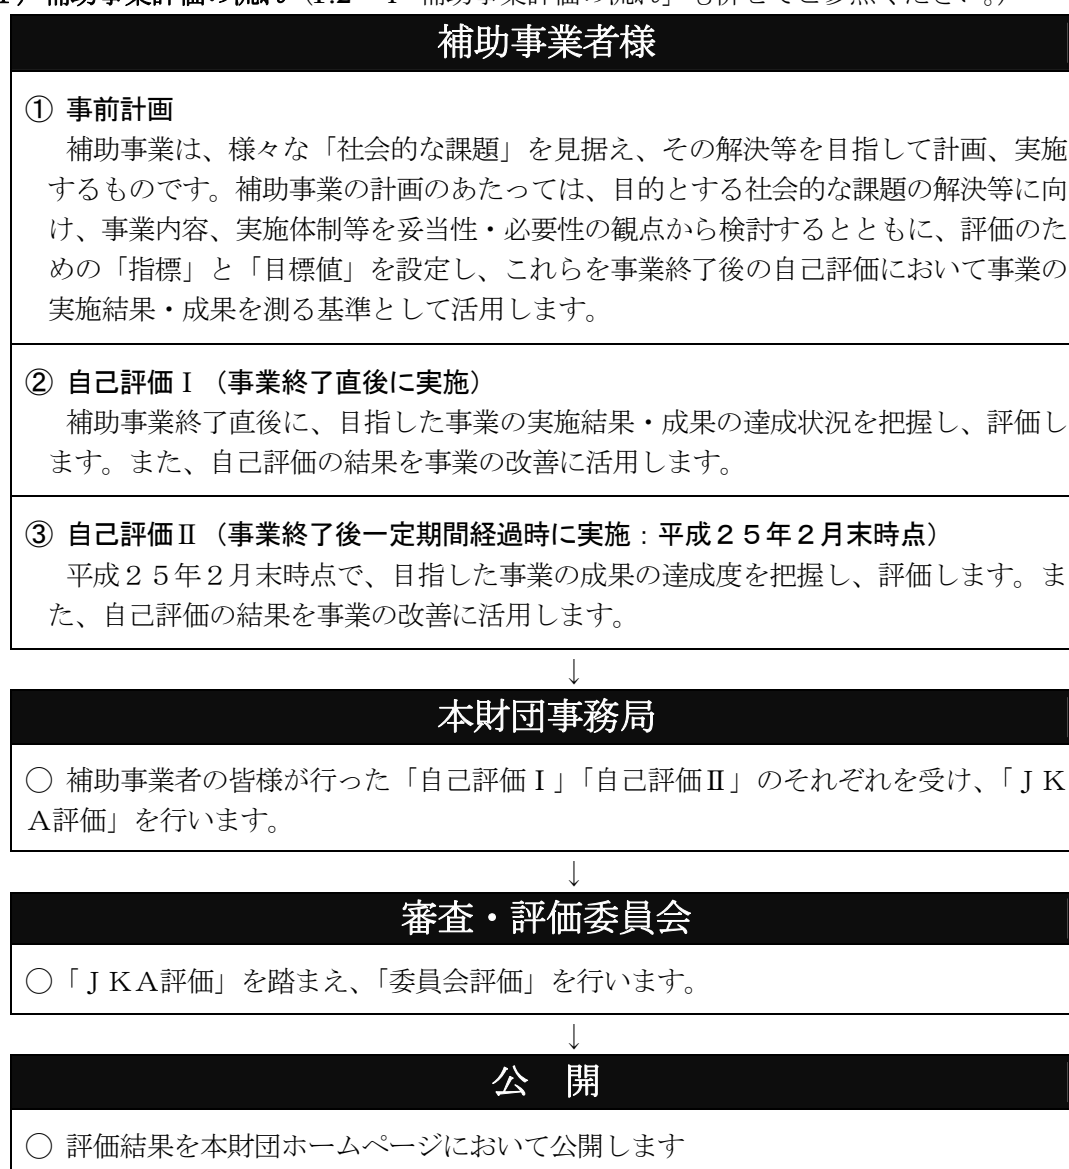 補助事業者様
① 事前計画
補助事業は、様々な「社会的な課題」を見据え、その解決等を目指して計画、実施
するものです。補助事業の計画のあたっては、目的とする社会的な課題の解決等に向
け、事業内容、実施体制等を妥当性・必要性の観点から検討するとともに、評価のた
めの「指標」と「目標値」を設定し、これらを事業終了後の自己評価において事業の
実施結果・成果を測る基準として活用します。
② 自己評価Ⅰ（事業終了直後に実施）
補助事業終了直後に、目指した事業の実施結果・成果の達成状況を把握し、評価し
ます。また、自己評価の結果を事業の改善に活用します。
③ 自己評価Ⅱ（事業終了後一定期間経過時に実施：平成２５年２月末時点）
平成２５年２月末時点で、目指した事業の成果の達成度を把握し、評価します。ま
た、自己評価の結果を事業の改善に活用します。
↓
本財団事務局
○ 補助事業者の皆様が行った「自己評価Ⅰ」「自己評価Ⅱ」のそれぞれを受け、「ＪＫ
Ａ評価」を行います。
↓
審査・評価委員会
○「ＪＫＡ評価」を踏まえ、「委員会評価」を行います。
↓
公　開
○ 評価結果を本財団ホームページにおいて公開します